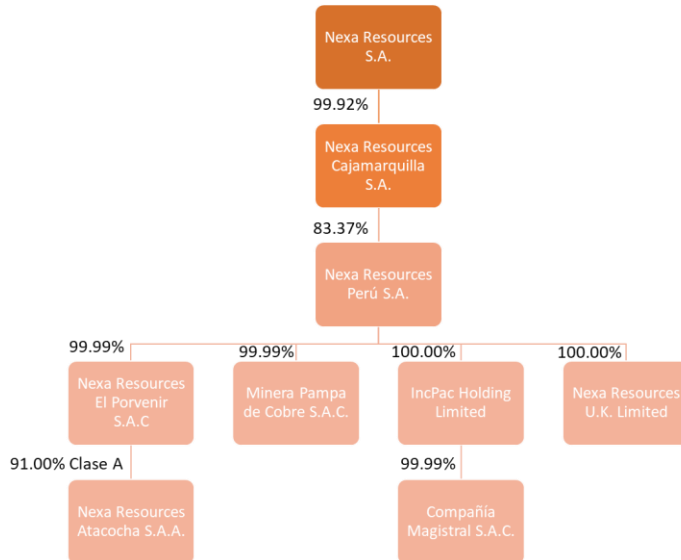 Nexa Resources
S.A.
99.92%
Nexa Resources
Cajamarquilla
S.A.
83.37%
Nexa Resources
Perú S.A.
99.99%
99.99%
100.00%
100.00%
Nexa Resources
El Porvenir
S.A.C
Minera Pampa
de Cobre S.A.C.
IncPac Holding
Limited
Nexa Resources
U.K. Limited
91.00% Clase A
99.99%
Nexa Resources
Atacocha S.A.A.
Compañía
Magistral S.A.C.